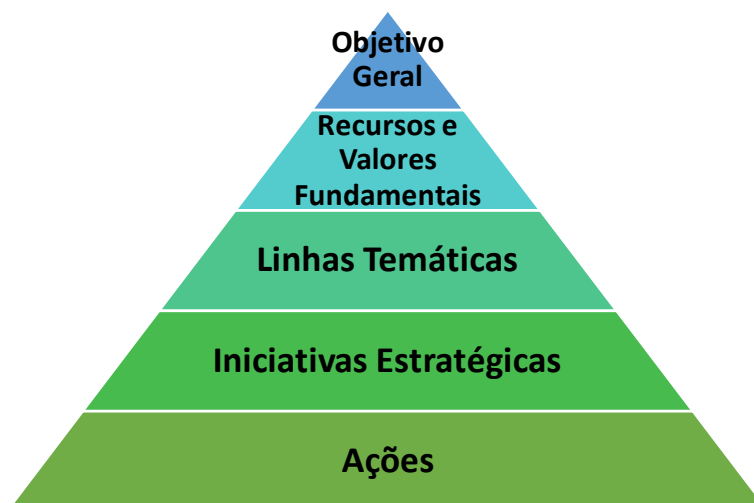 Objetivo
Geral
Recursos e
Valores
Fundamentais
Linhas Temáticas
Iniciativas Estratégicas
Ações